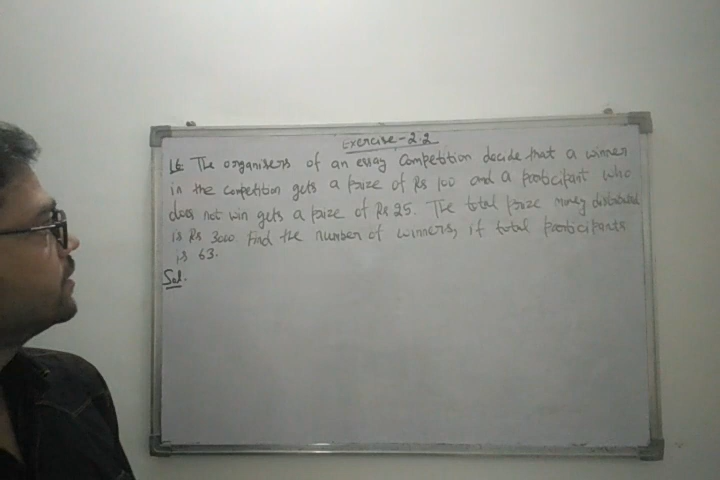 Exercise-2.2
16 The organisers of an essay competition decide that a winner
in the competition gets a prize of Rs 100 and a participant who
does not win gets a prize of Rs 25. The total prize money distributed
is Rs 3000. Find the number of winners, if total participants
is 63.
Sol.